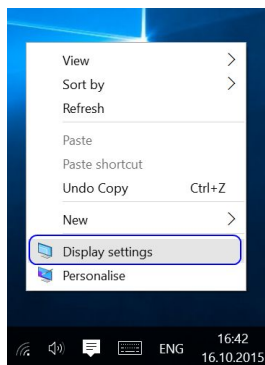 View
Sort by
Refresh
Paste
Paste shortcut
Undo Copy Ctrl+Z
New
Display settings
Personalise
ENG 16:42
16.10.2015